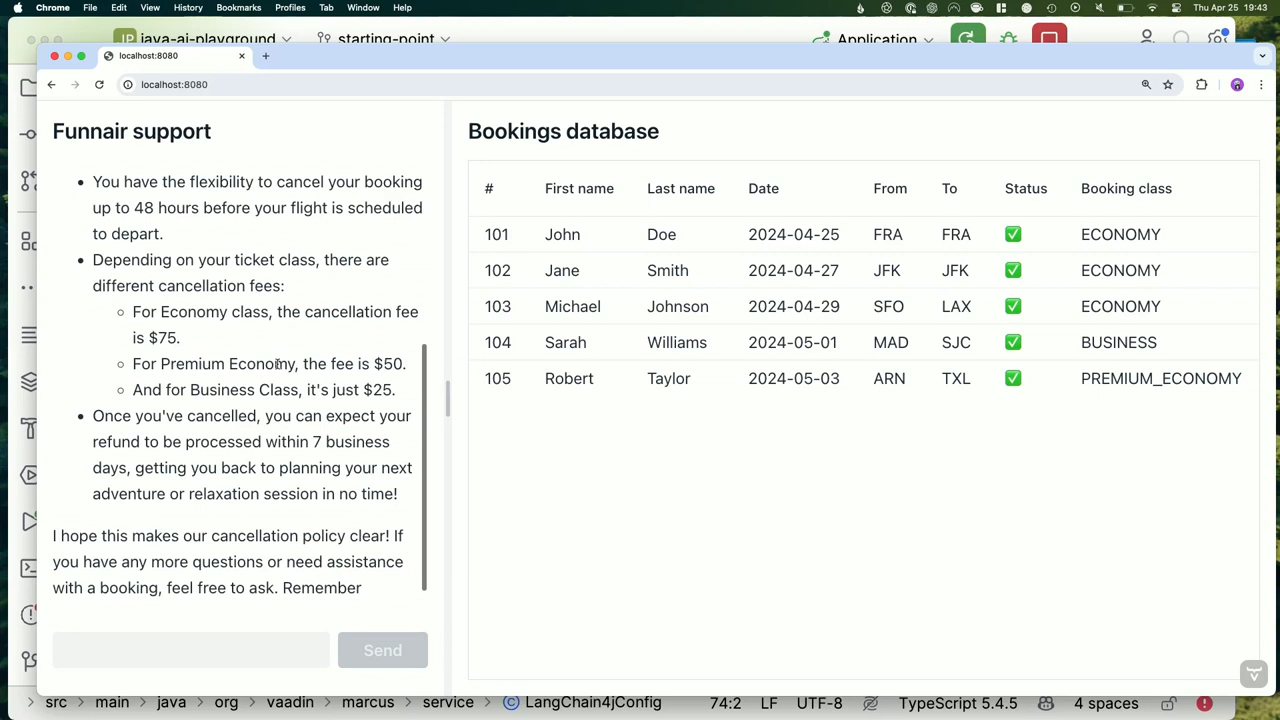 Chrome File Edit View History Bookmarks Profiles Tab Window Help Thu Apr 25 19:43
IP java-ai-playground starting-point Application
localhost:8080
localhost:8080
Funnair support
You have the flexibility to cancel your booking
up to 48 hours before your flight is scheduled
to depart.
Depending on your ticket class, there are
different cancellation fees:
For Economy class, the cancellation fee
is $75.
For Premium Economy, the fee is $50.
And for Business Class, it's just $25.
Once you've cancelled, you can expect your
refund to be processed within 7 business
days, getting you back to planning your next
adventure or relaxation session in no time!
I hope this makes our cancellation policy clear! If
you have any more questions or need assistance
with a booking, feel free to ask. Remember
Send
Bookings database
# First name Last name Date From To Status Booking class
101 John Doe 2024-04-25 FRA FRA ✅ ECONOMY
102 Jane Smith 2024-04-27 JFK JFK ✅ ECONOMY
103 Michael Johnson 2024-04-29 SFO LAX ✅ ECONOMY
104 Sarah Williams 2024-05-01 MAD SJC ✅ BUSINESS
105 Robert Taylor 2024-05-03 ARN TXL ✅ PREMIUM_ECONOMY
src main java org vaadin marcus service LangChain4jConfig 74:2 LF UTF-8 TypeScript 5.4.5 4 spaces